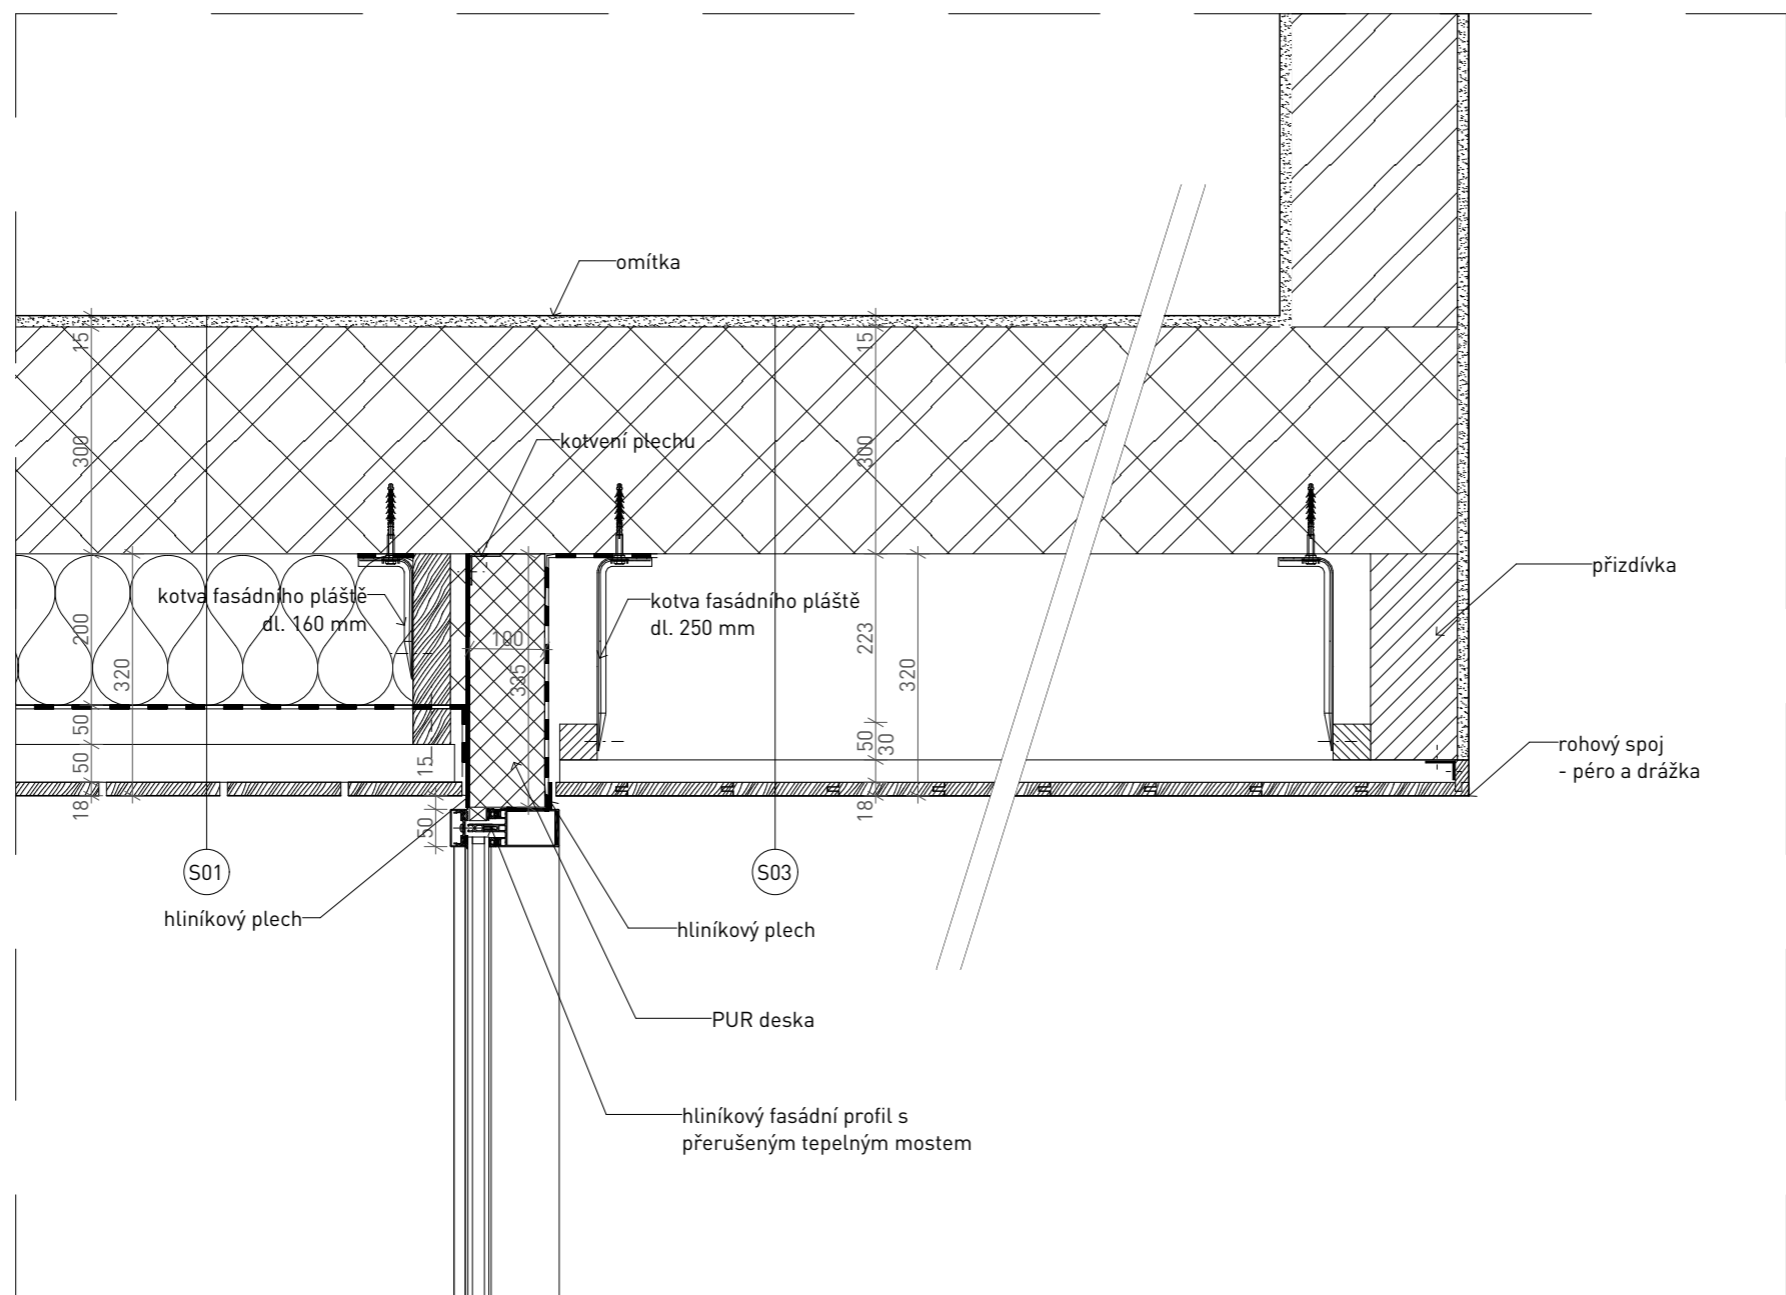 omítka
15
15
300
kotvení plechu
300
přizdívka
kotva fasádního pláště
dl. 160 mm
kotva fasádního pláště
dl. 250 mm
200
320
100
335
223
320
50
50
15
18
50
50
30
18
rohový spoj
- péro a drážka
S01
S03
hliníkový plech
hliníkový plech
PUR deska
hliníkový fasádní profil s
přerušeným tepelným mostem